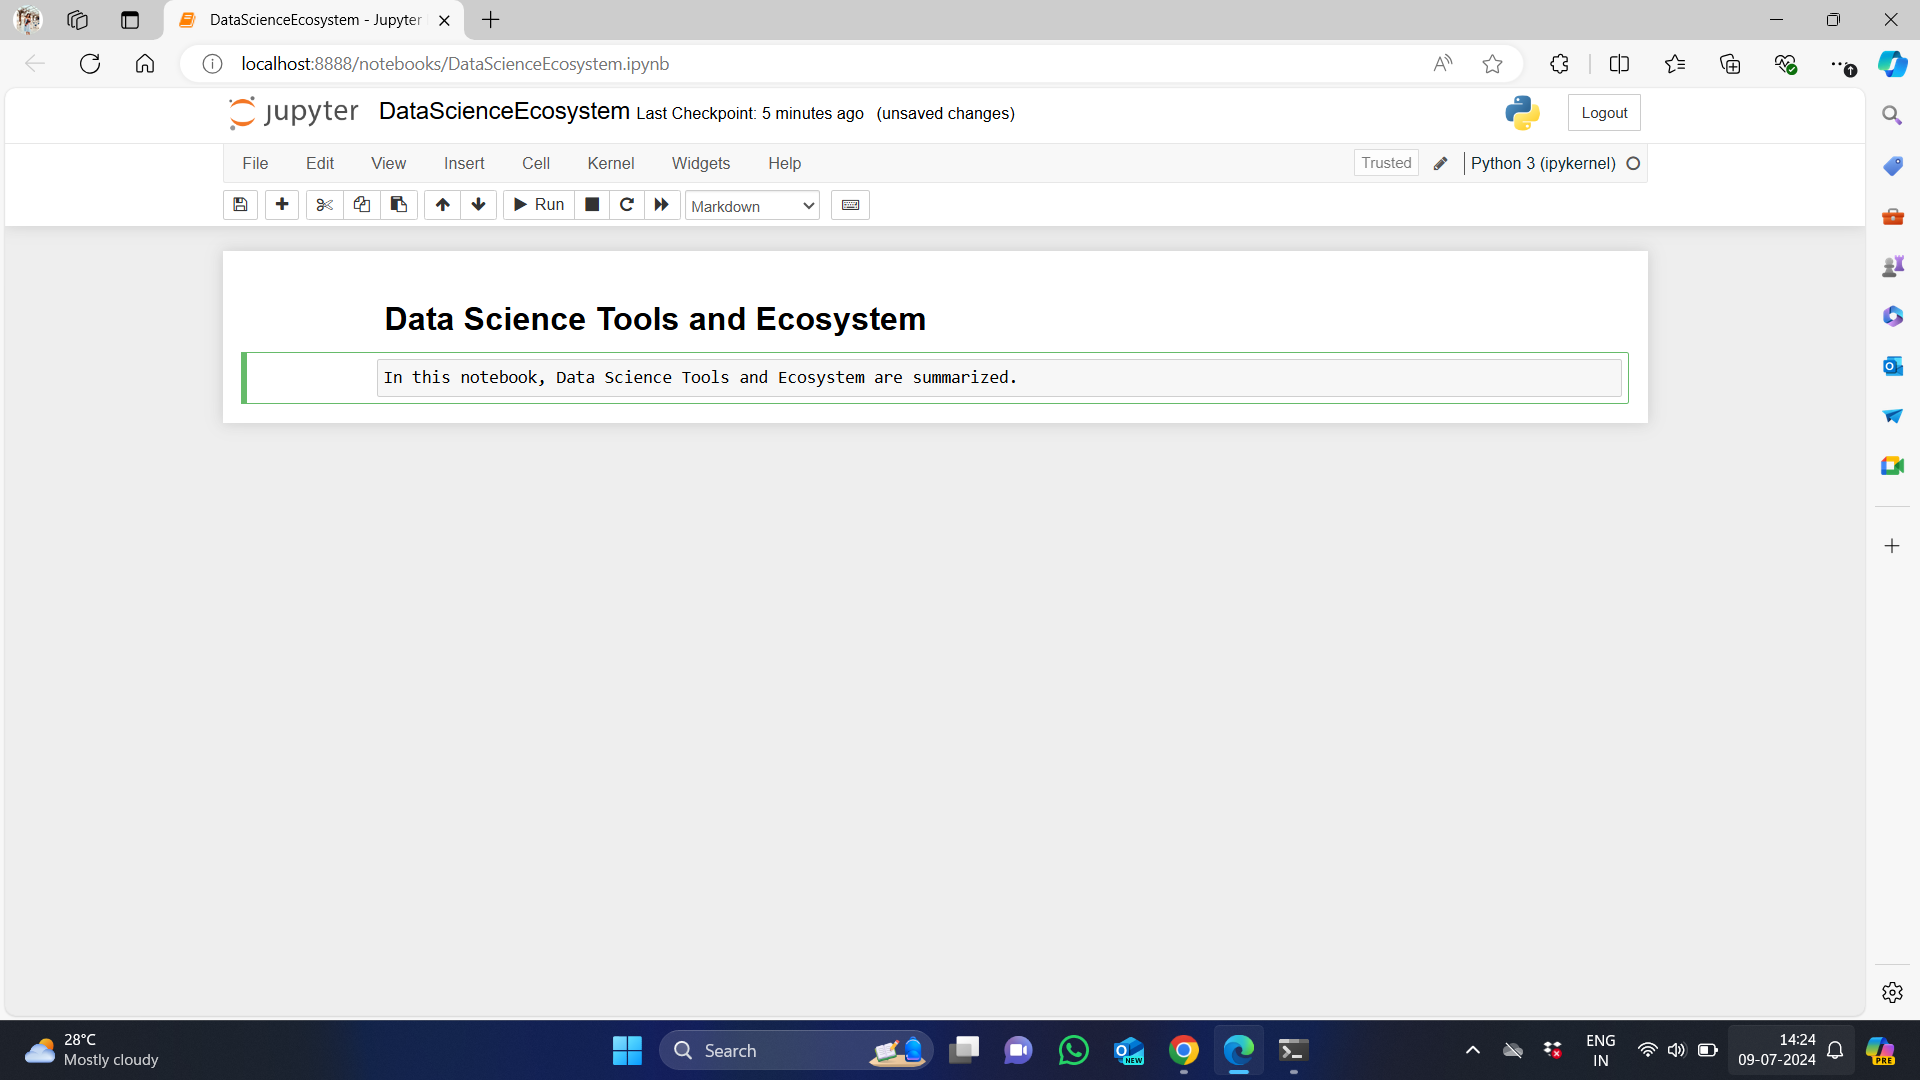 DataScienceEcosystem - Jupyter
localhost:8888/notebooks/DataScienceEcosystem.ipynb
jupyter DataScienceEcosystem Last Checkpoint: 5 minutes ago (unsaved changes)
Logout
File Edit View Insert Cell Kernel Widgets Help
Trusted Python 3 (ipykernel)
Run Markdown
Data Science Tools and Ecosystem
In this notebook, Data Science Tools and Ecosystem are summarized.
28°C
Mostly cloudy
Search
NEW
ENG
IN
14:24
09-07-2024
PRE